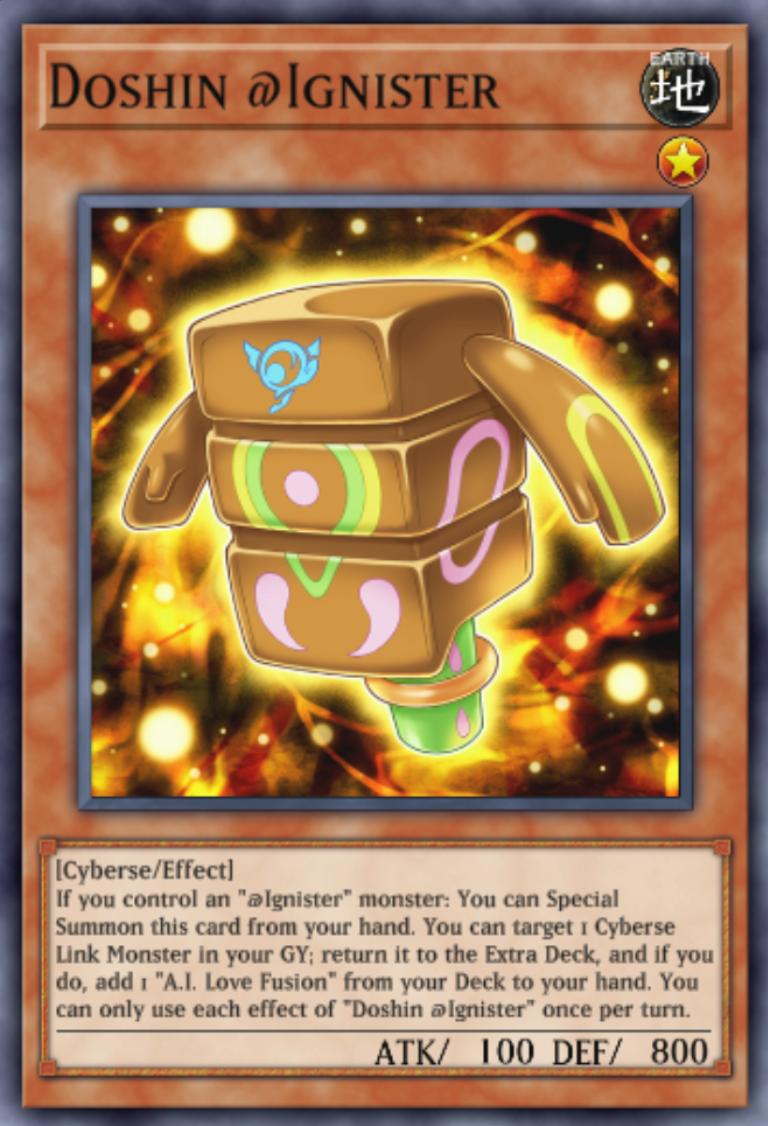 Doshin @Ignister
EARTH
地
[Cyberse/Effect]
If you control an "@Ignister" monster: You can Special
Summon this card from your hand. You can target 1 Cyberse
Link Monster in your GY; return it to the Extra Deck, and if you
do, add 1 "A.I. Love Fusion" from your Deck to your hand. You
can only use each effect of "Doshin @Ignister" once per turn.
ATK/ 100 DEF/ 800